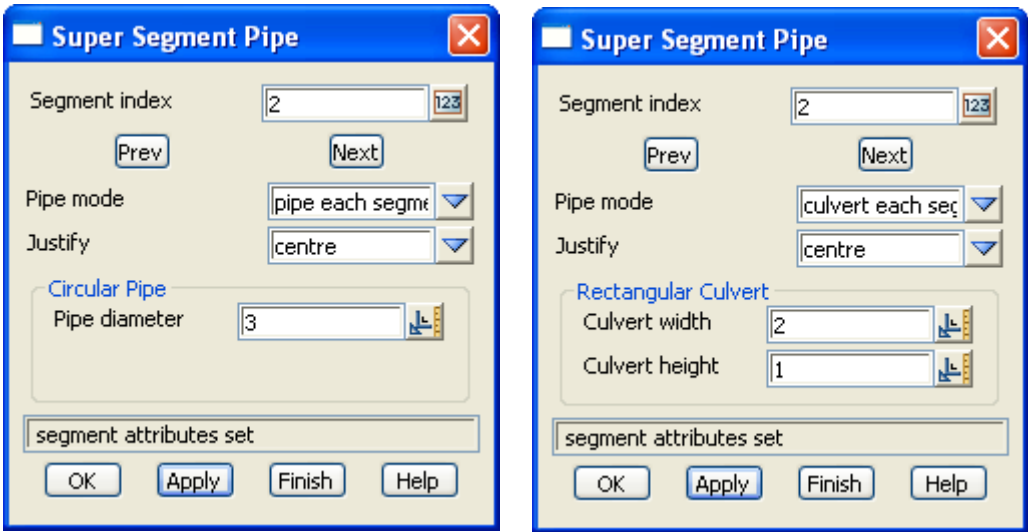 Super Segment Pipe
Segment index 2 123
Prev Next
Pipe mode pipe each segme
Justify centre
Circular Pipe
Pipe diameter 3
segment attributes set
OK Apply Finish Help
Super Segment Pipe
Segment index 2 123
Prev Next
Pipe mode culvert each seg
Justify centre
Rectangular Culvert
Culvert width 2
Culvert height 1
segment attributes set
OK Apply Finish Help